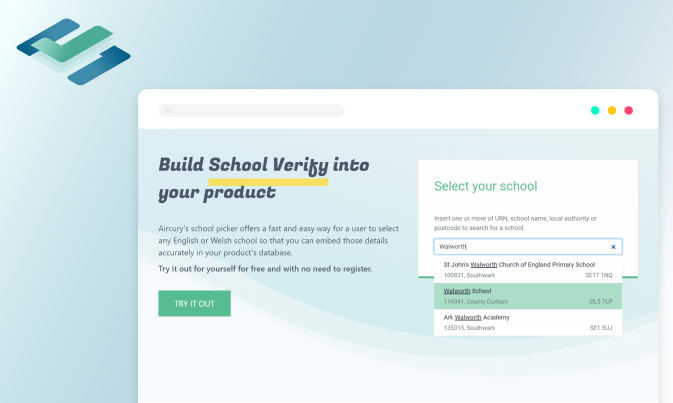 Build School Verify into
your product
Aircury's school picker offers a fast and easy way for a user to select
any English or Welsh school so that you can embed those details
accurately in your product's database.
Try it out for yourself for free and with no need to register.
TRY IT OUT
Select your school
Insert one or more of URN, school name, local authority or
postcode to search for a school.
Walworth
St John's Walworth Church of England Primary School
100831, Southwark SE17 1NQ
Walworth School
114341, County Durham DL5 7LP
Ark Walworth Academy
135315, Southwark SE1 5UJ